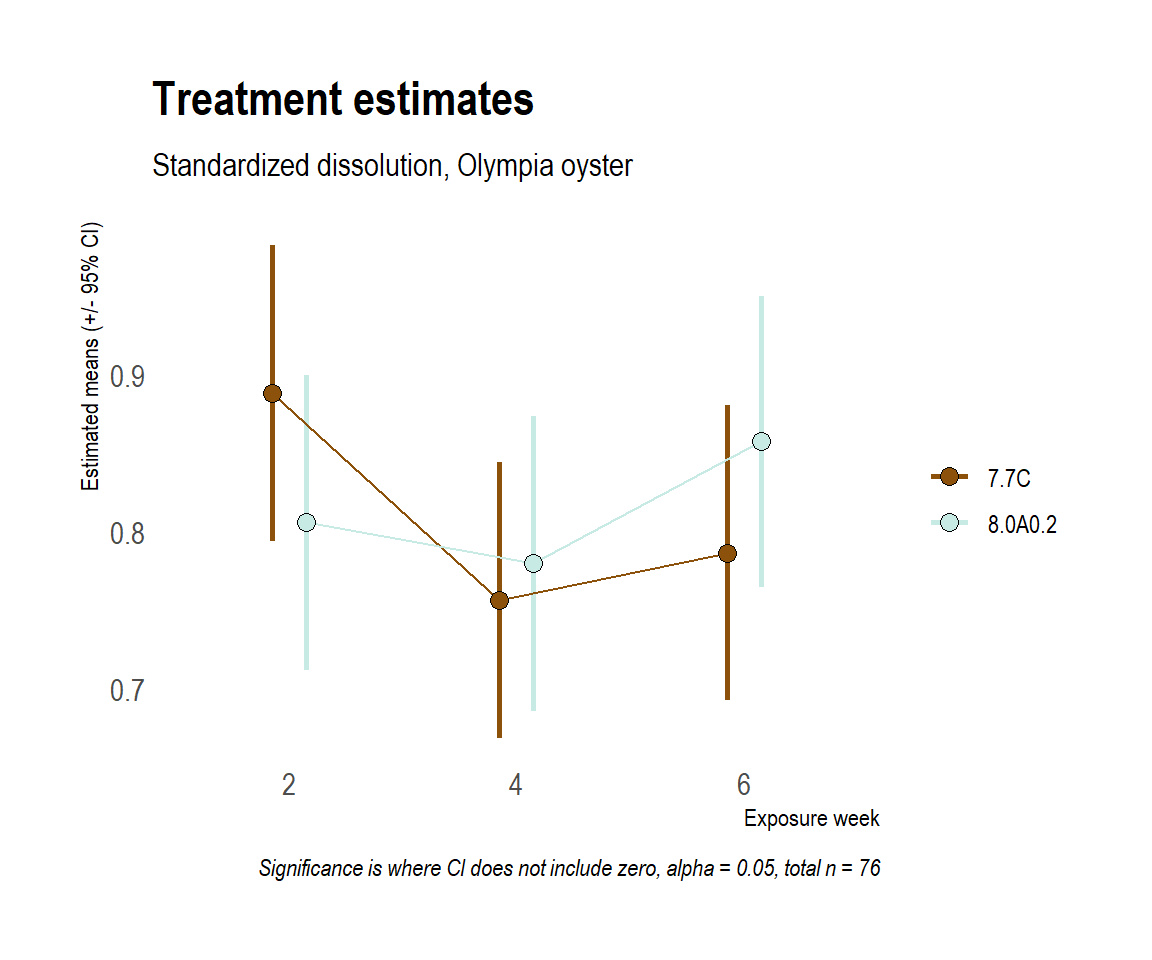 Treatment estimates
Standardized dissolution, Olympia oyster
Estimated means (+/- 95% CI)
0.9
0.8
0.7
2
4
6
Exposure week
7.7C
8.0A0.2
Significance is where CI does not include zero, alpha = 0.05, total n = 76